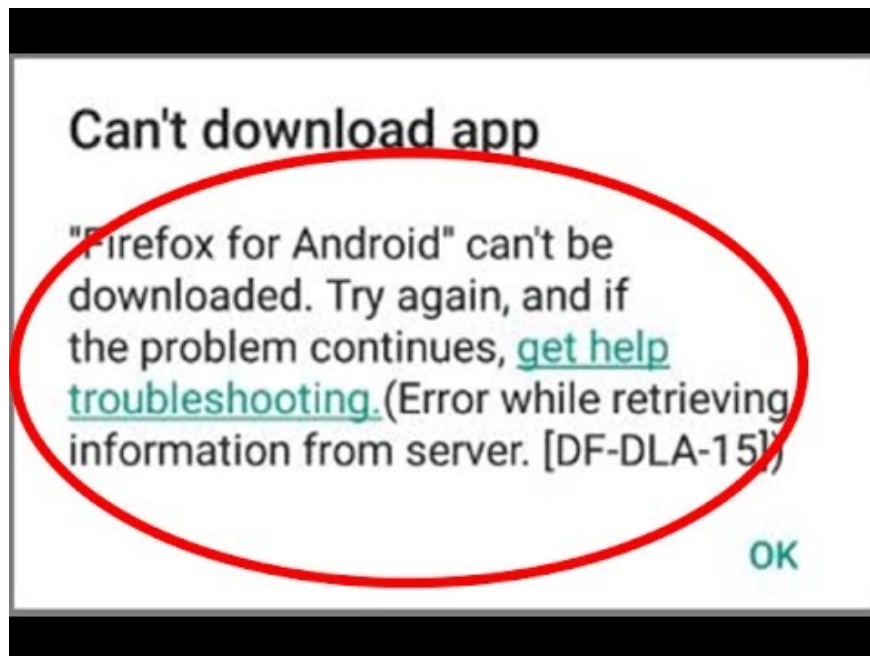 Can't download app
"Firefox for Android" can't be
downloaded. Try again, and if
the problem continues, get help
troubleshooting.(Error while retrieving
information from server. [DF-DLA-15])
OK